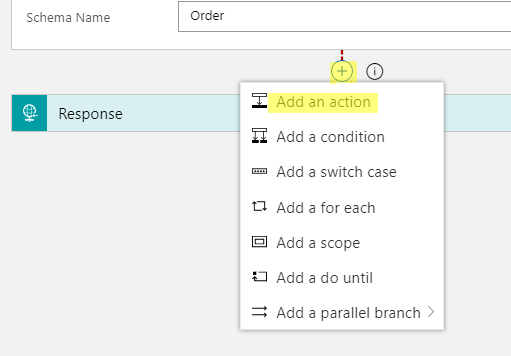 Schema Name
Order
Response
Add an action
Add a condition
Add a switch case
Add a for each
Add a scope
Add a do until
Add a parallel branch